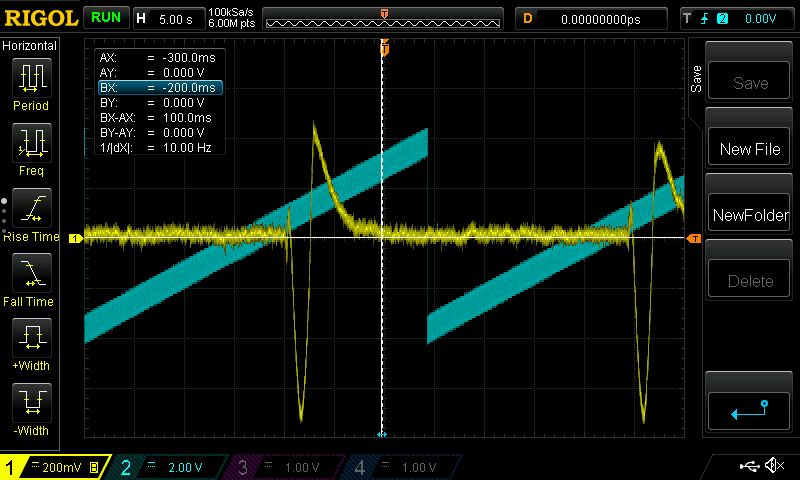 RIGOL RUN H 5.00 s 100kSa/s 6.00M pts T D 0.00000000ps T 2 0.00V
Horizontal
Period
Freq
Rise Time
Fall Time
+Width
-Width
AX: = -300.0ms
AY: = 0.000 V
BX: = -200.0ms
BY: = 0.000 V
BX-AX: = 100.0ms
BY-AY: = 0.000 V
1/|dX|: = 10.00 Hz
T
1
T
Save
Save
New File
NewFolder
Delete
1 200mV B 2 2.00 V 3 1.00 V 4 1.00 V